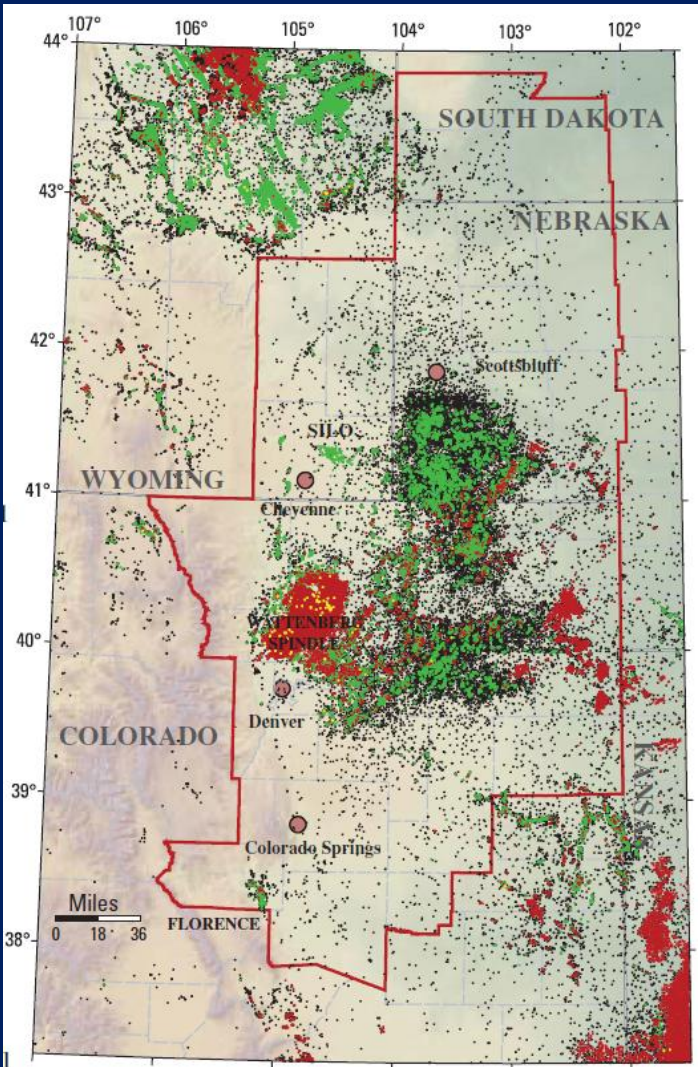 107°
106°
105°
104°
103°
102°
44°
SOUTH DAKOTA
43°
NEBRASKA
42°
Scottsbluff
SILO
WYOMING
41°
Cheyenne
40°
WATTENBERG
SPINDLE
Denver
COLORADO
39°
Colorado Springs
Miles
0 18 36
FLORENCE
38°